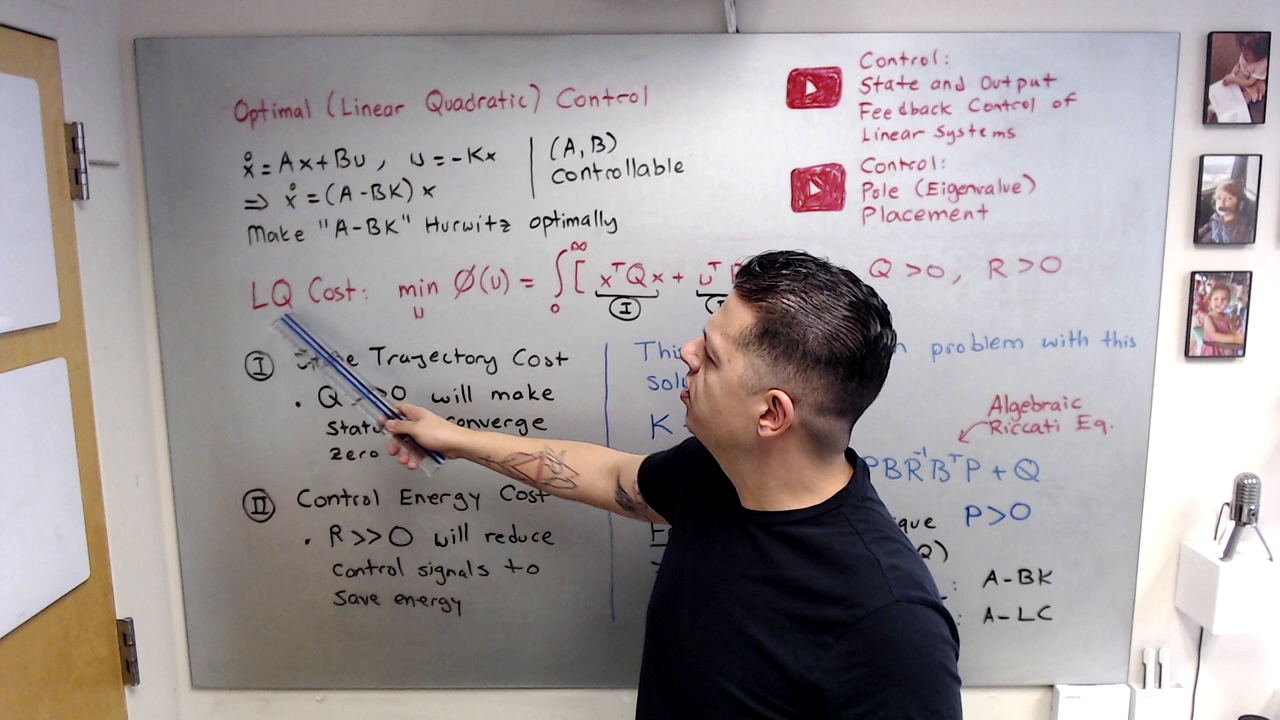 Optimal (Linear Quadratic) Control
ẋ = Ax + Bu , u = -Kx
⇒ ẋ = (A - BK) x
Make "A-BK" Hurwitz optimally
(A, B)
controllable
Control:
State and Output
Feedback Control of
Linear Systems
Control:
Pole (Eigenvalue)
Placement
LQ Cost: min_u Ø(u) = ∫₀^∞ [ xᵀQx + uᵀ Q > 0, R > 0
I
I Trajectory Cost
• Q >0 will make
converge
zero
II Control Energy Cost
• R >> 0 will reduce
control signals to
save energy
problem with this
K
Algebraic
Riccati Eq.
PBR⁻¹BᵀP + Q
P > 0
: A-BK
: A-LC